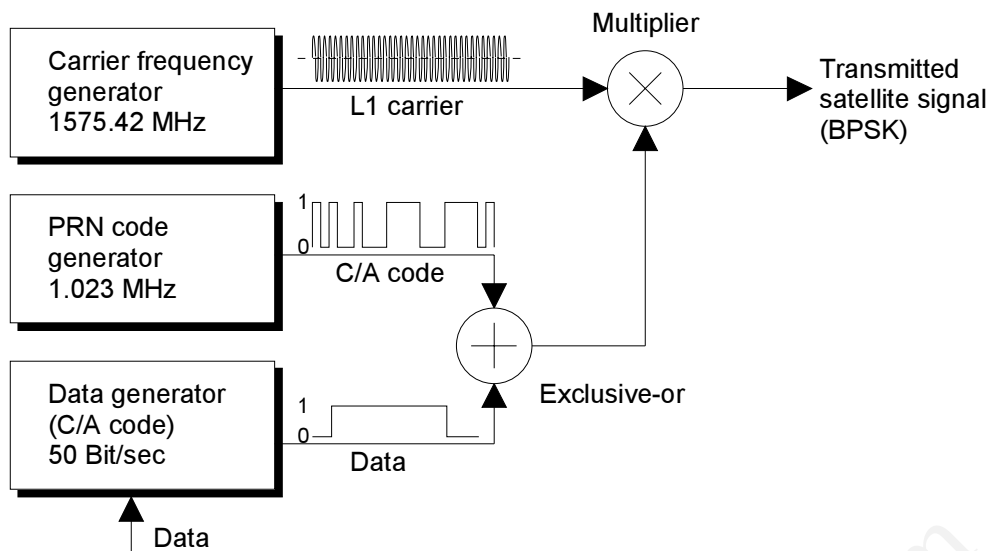 Multiplier
Carrier frequency
generator
1575.42 MHz
L1 carrier
Transmitted
satellite signal
(BPSK)
PRN code
generator
1.023 MHz
1
0
C/A code
Exclusive-or
Data generator
(C/A code)
50 Bit/sec
1
0
Data
Data